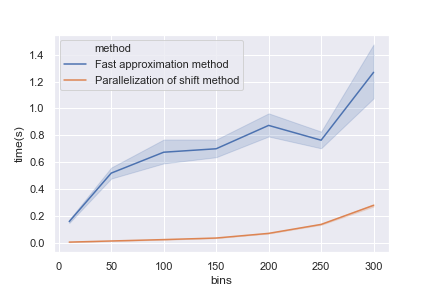 method
Fast approximation method
Parallelization of shift method
1.4
1.2
1.0
0.8
0.6
0.4
0.2
0.0
time(s)
0 50 100 150 200 250 300
bins